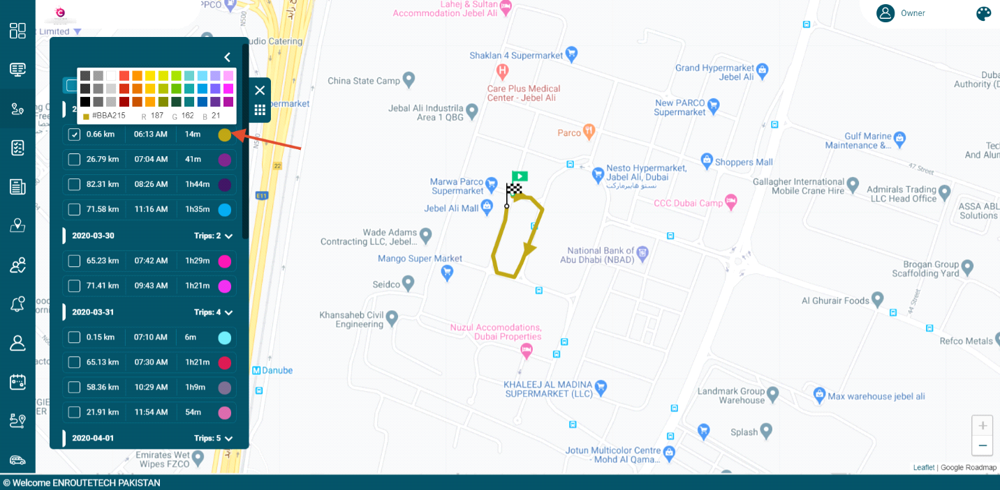 Owner
#BBA215 R 187 G 162 B 21
0.66 km 06:13 AM 14m
26.79 km 07:04 AM 41m
82.31 km 08:26 AM 1h44m
71.58 km 11:16 AM 1h35m
2020-03-30 Trips: 2
65.23 km 07:42 AM 1h29m
71.41 km 09:43 AM 1h21m
2020-03-31 Trips: 4
0.15 km 07:10 AM 6m
65.13 km 07:30 AM 1h21m
58.36 km 10:29 AM 1h9m
21.91 km 11:54 AM 54m
2020-04-01 Trips: 5
PPC
N500
Limited
udio Catering
ermarket
N500
22
E11
M Danube
Emirates Wet
Wipes FZCO
Lahej & Sultan
Accommodation Jebel Ali
Shaklan 4 Supermarket
China State Camp
H
Care Plus Medical
Center - Jebel Ali
Jebal Ali Industrila
Area 1 QBG
Grand Hypermarket
Jebel Ali
New PARCO
Supermarket
Duba
Authority (D
Parco
Gulf Marine
Maintenance &...
Tec
And Alum
Shoppers Mall
47 Street
Nesto Hypermarket,
Jebel Ali, Dubai
نستو هايبرماركت
Marwa Parco
Supermarket
Jebel Ali Mall
Gallagher International
Mobile Crane Hire
Admirals Trading
LLC Head Office
CCC Dubai Camp
ASSA ABL
Solutions
Wade Adams
Contracting LLC, Jebel...
National Bank of
Abu Dhabi (NBAD)
Mango Super Market
Seidco
Brogan Group
Scaffolding Yard
Al Ghurair Foods
44 Street
Khansaheb Civil
Engineering
Nuzul Accomodations,
Dubai Properties
Refco Metals
KHALEEJ AL MADINA
SUPERMARKET (LLC)
Landmark Group
Warehouse
Max warehouse jebel ali
Splash
Jotun Multicolor Centre
- Mohd Al Qama...
+
−
Leaflet | Google Roadmap
© Welcome ENROUTETECH PAKISTAN